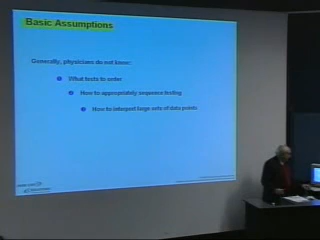 Basic Assumptions
Generally, physicians do not know:
What tests to order
How to appropriately sequence testing
How to interpret large sets of data points